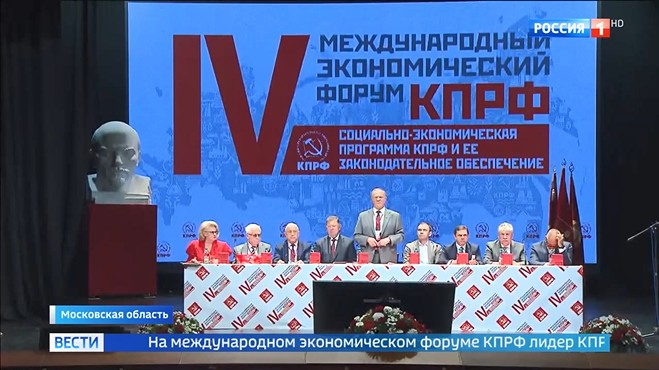 РОССИЯ 1 HD
IV
МЕЖДУНАРОДНЫЙ
ЭКОНОМИЧЕСКИЙ
ФОРУМ КПРФ
СОЦИАЛЬНО-ЭКОНОМИЧЕСКАЯ
ПРОГРАММА КПРФ И ЕЕ
ЗАКОНОДАТЕЛЬНОЕ ОБЕСПЕЧЕНИЕ
КПРФ
Московская область
ВЕСТИ
На международном экономическом форуме КПРФ лидер КПР